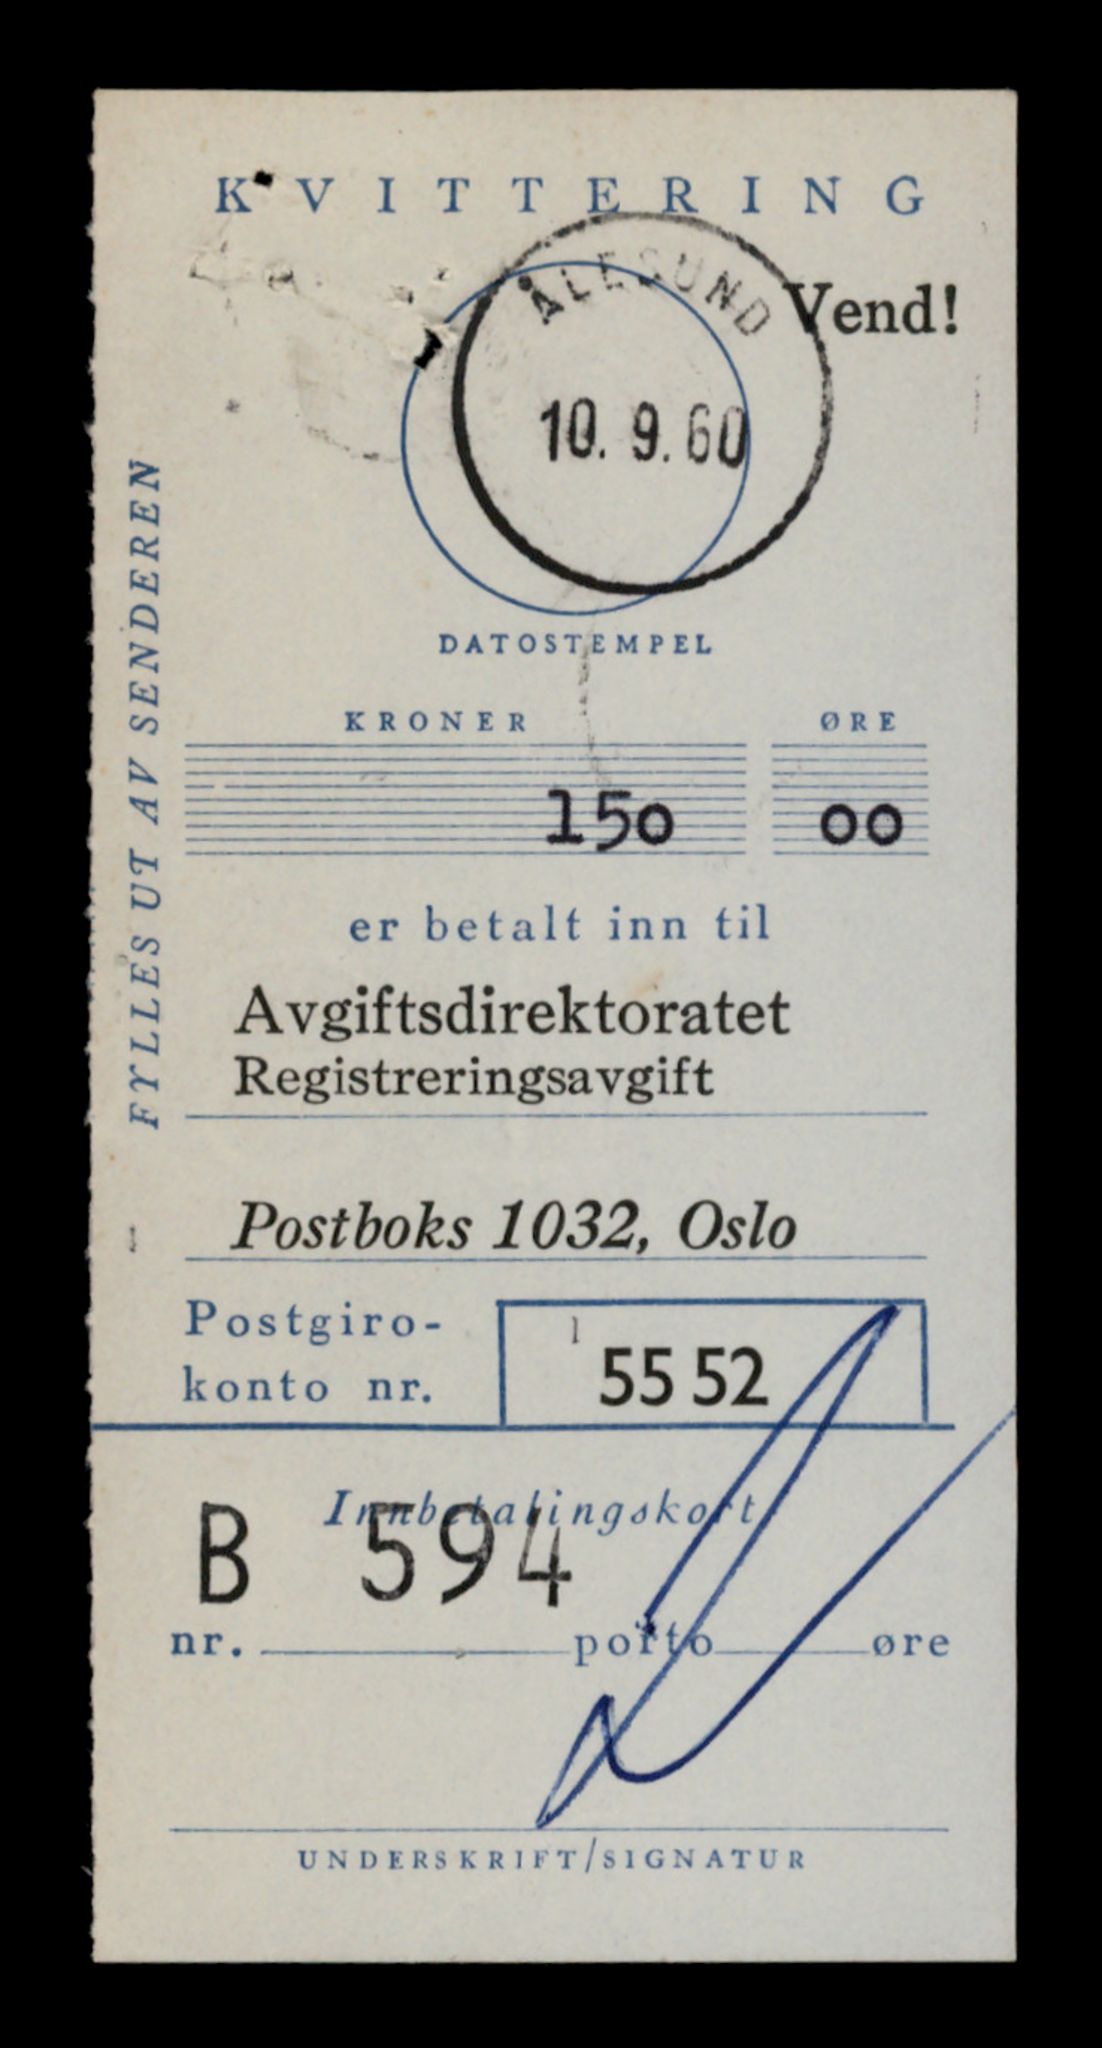 KVITTERING
ÅLESUND
Vend!
10. 9. 60
DATOSTEMPEL
FYLLES UT AV SENDEREN
KRONER ØRE
150 00
er betalt inn til
Avgiftsdirektoratet
Registreringsavgift
Postboks 1032, Oslo
Postgiro-
konto nr. 55 52
Innbetalingskort
B 594
nr. porto øre
UNDERSKRIFT/SIGNATUR